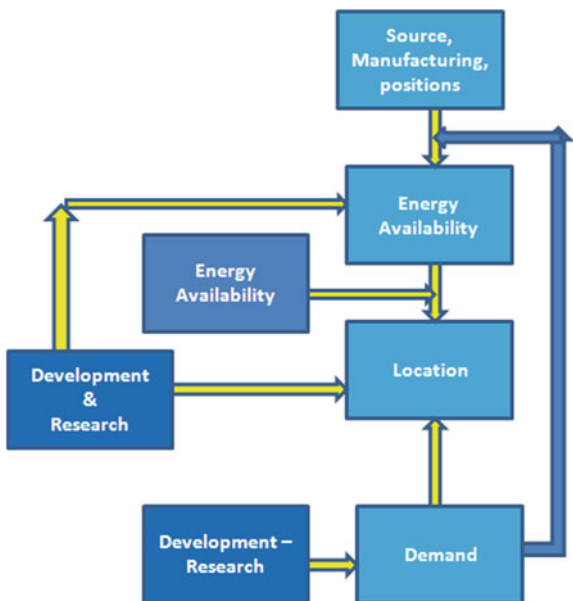 Source,
Manufacturing,
positions
Energy
Availability
Energy
Availability
Location
Development
&
Research
Development –
Research
Demand